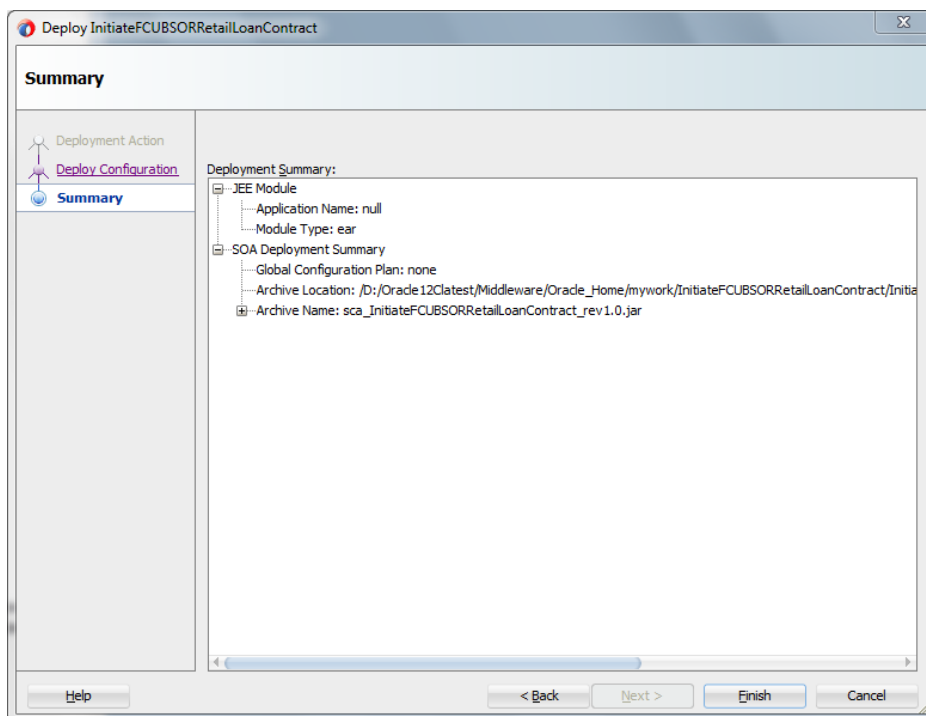 Deploy InitiateFCUBSORRetailLoanContract
Summary
Deployment Action
Deploy Configuration
Summary
Deployment Summary:
JEE Module
Application Name: null
Module Type: ear
SOA Deployment Summary
Global Configuration Plan: none
Archive Location: /D:/Oracle12Clatest/Middleware/Oracle_Home/mywork/InitiateFCUBSORRetailLoanContract/Initia
Archive Name: sca_InitiateFCUBSORRetailLoanContract_rev1.0.jar
Help
< Back
Next >
Finish
Cancel